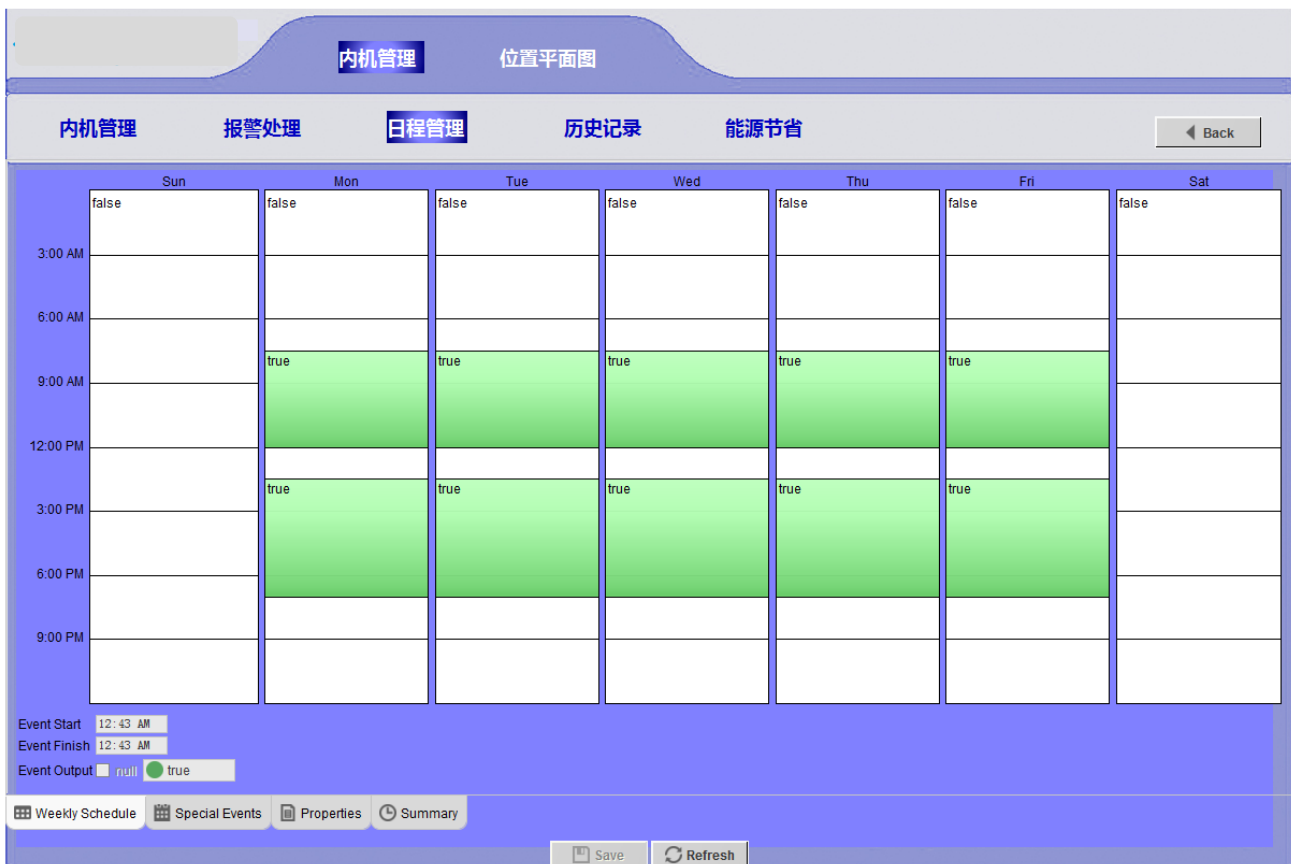 内机管理 位置平面图
内机管理 报警处理 日程管理 历史记录 能源节省 Back
Sun Mon Tue Wed Thu Fri Sat
false false false false false false false
3:00 AM
6:00 AM
true true true true true
9:00 AM
12:00 PM
true true true true true
3:00 PM
6:00 PM
9:00 PM
Event Start 12:43 AM
Event Finish 12:43 AM
Event Output null true
Weekly Schedule Special Events Properties Summary
Save Refresh